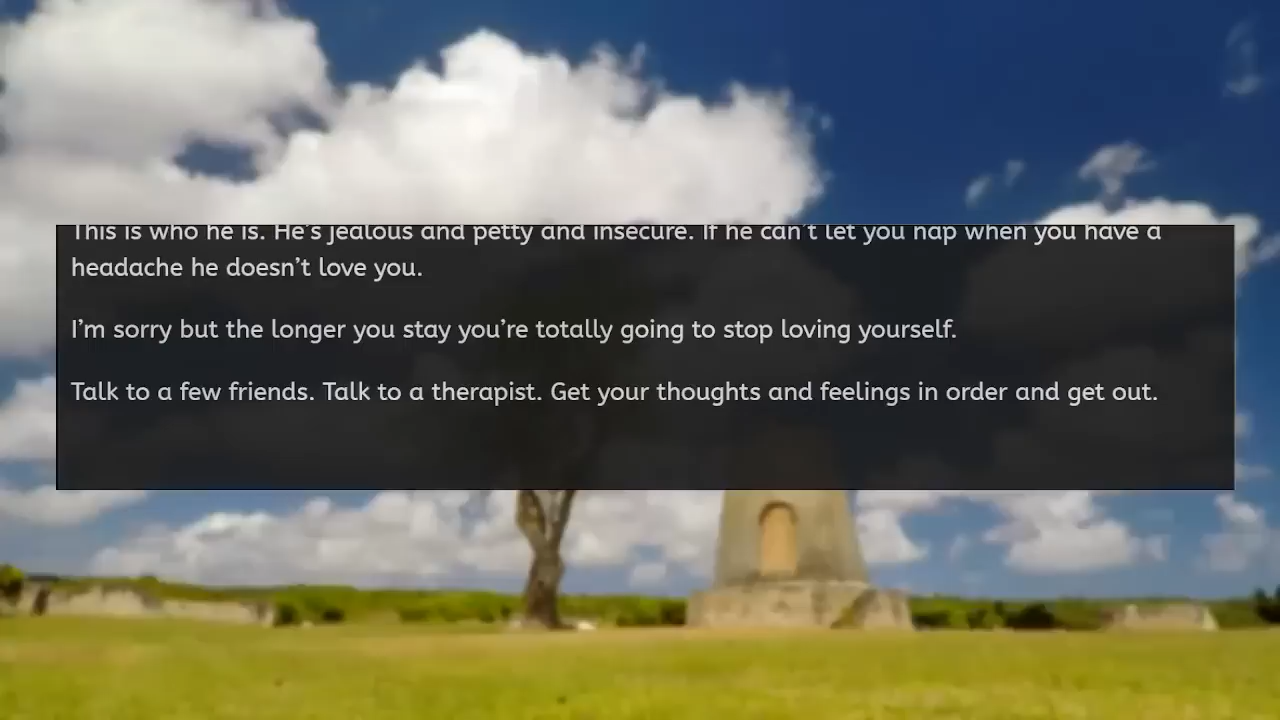 This is who he is. He’s jealous and petty and insecure. If he can’t let you nap when you have a
headache he doesn’t love you.
I’m sorry but the longer you stay you’re totally going to stop loving yourself.
Talk to a few friends. Talk to a therapist. Get your thoughts and feelings in order and get out.